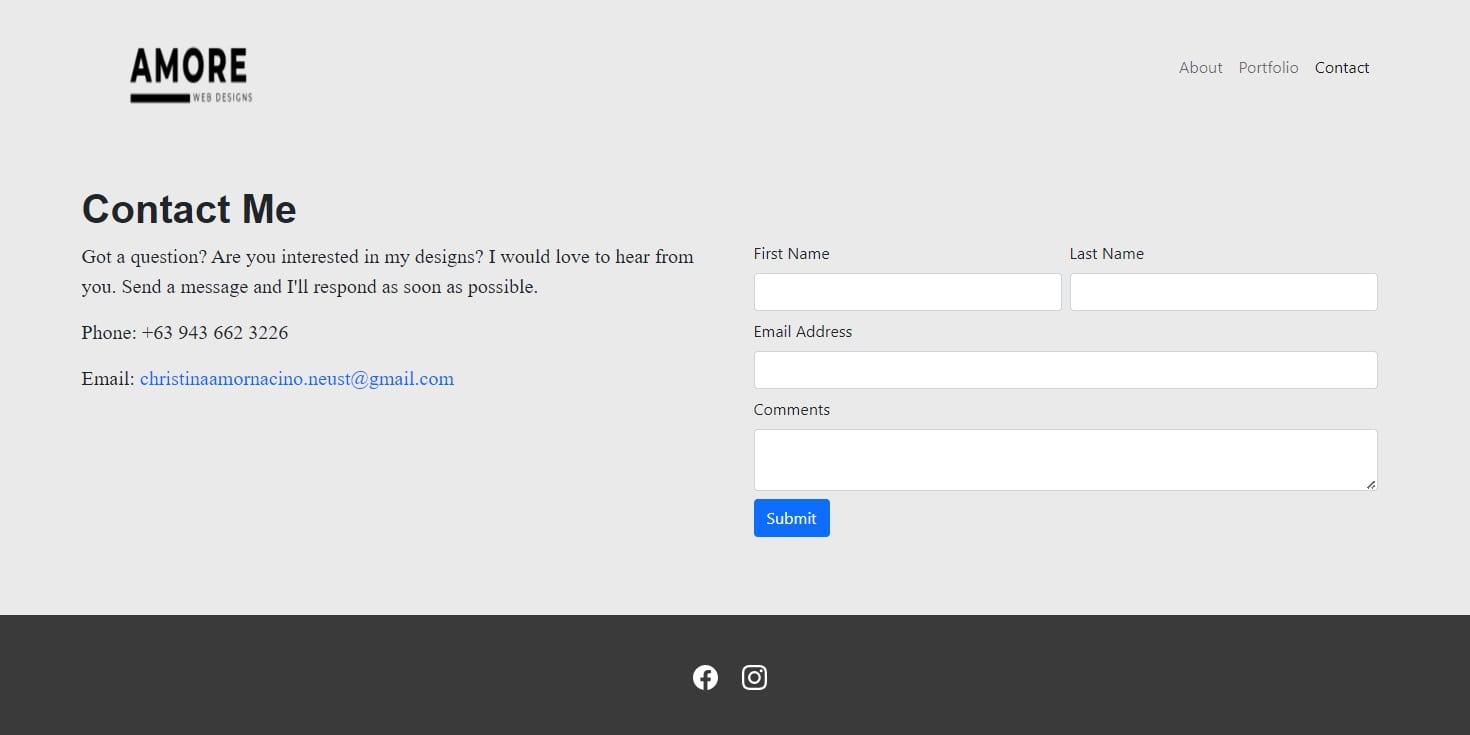 AMORE
WEB DESIGNS
About Portfolio Contact
Contact Me
Got a question? Are you interested in my designs? I would love to hear from
you. Send a message and I'll respond as soon as possible.
Phone: +63 943 662 3226
Email: christinaamornacino.neust@gmail.com
First Name Last Name
Email Address
Comments
Submit